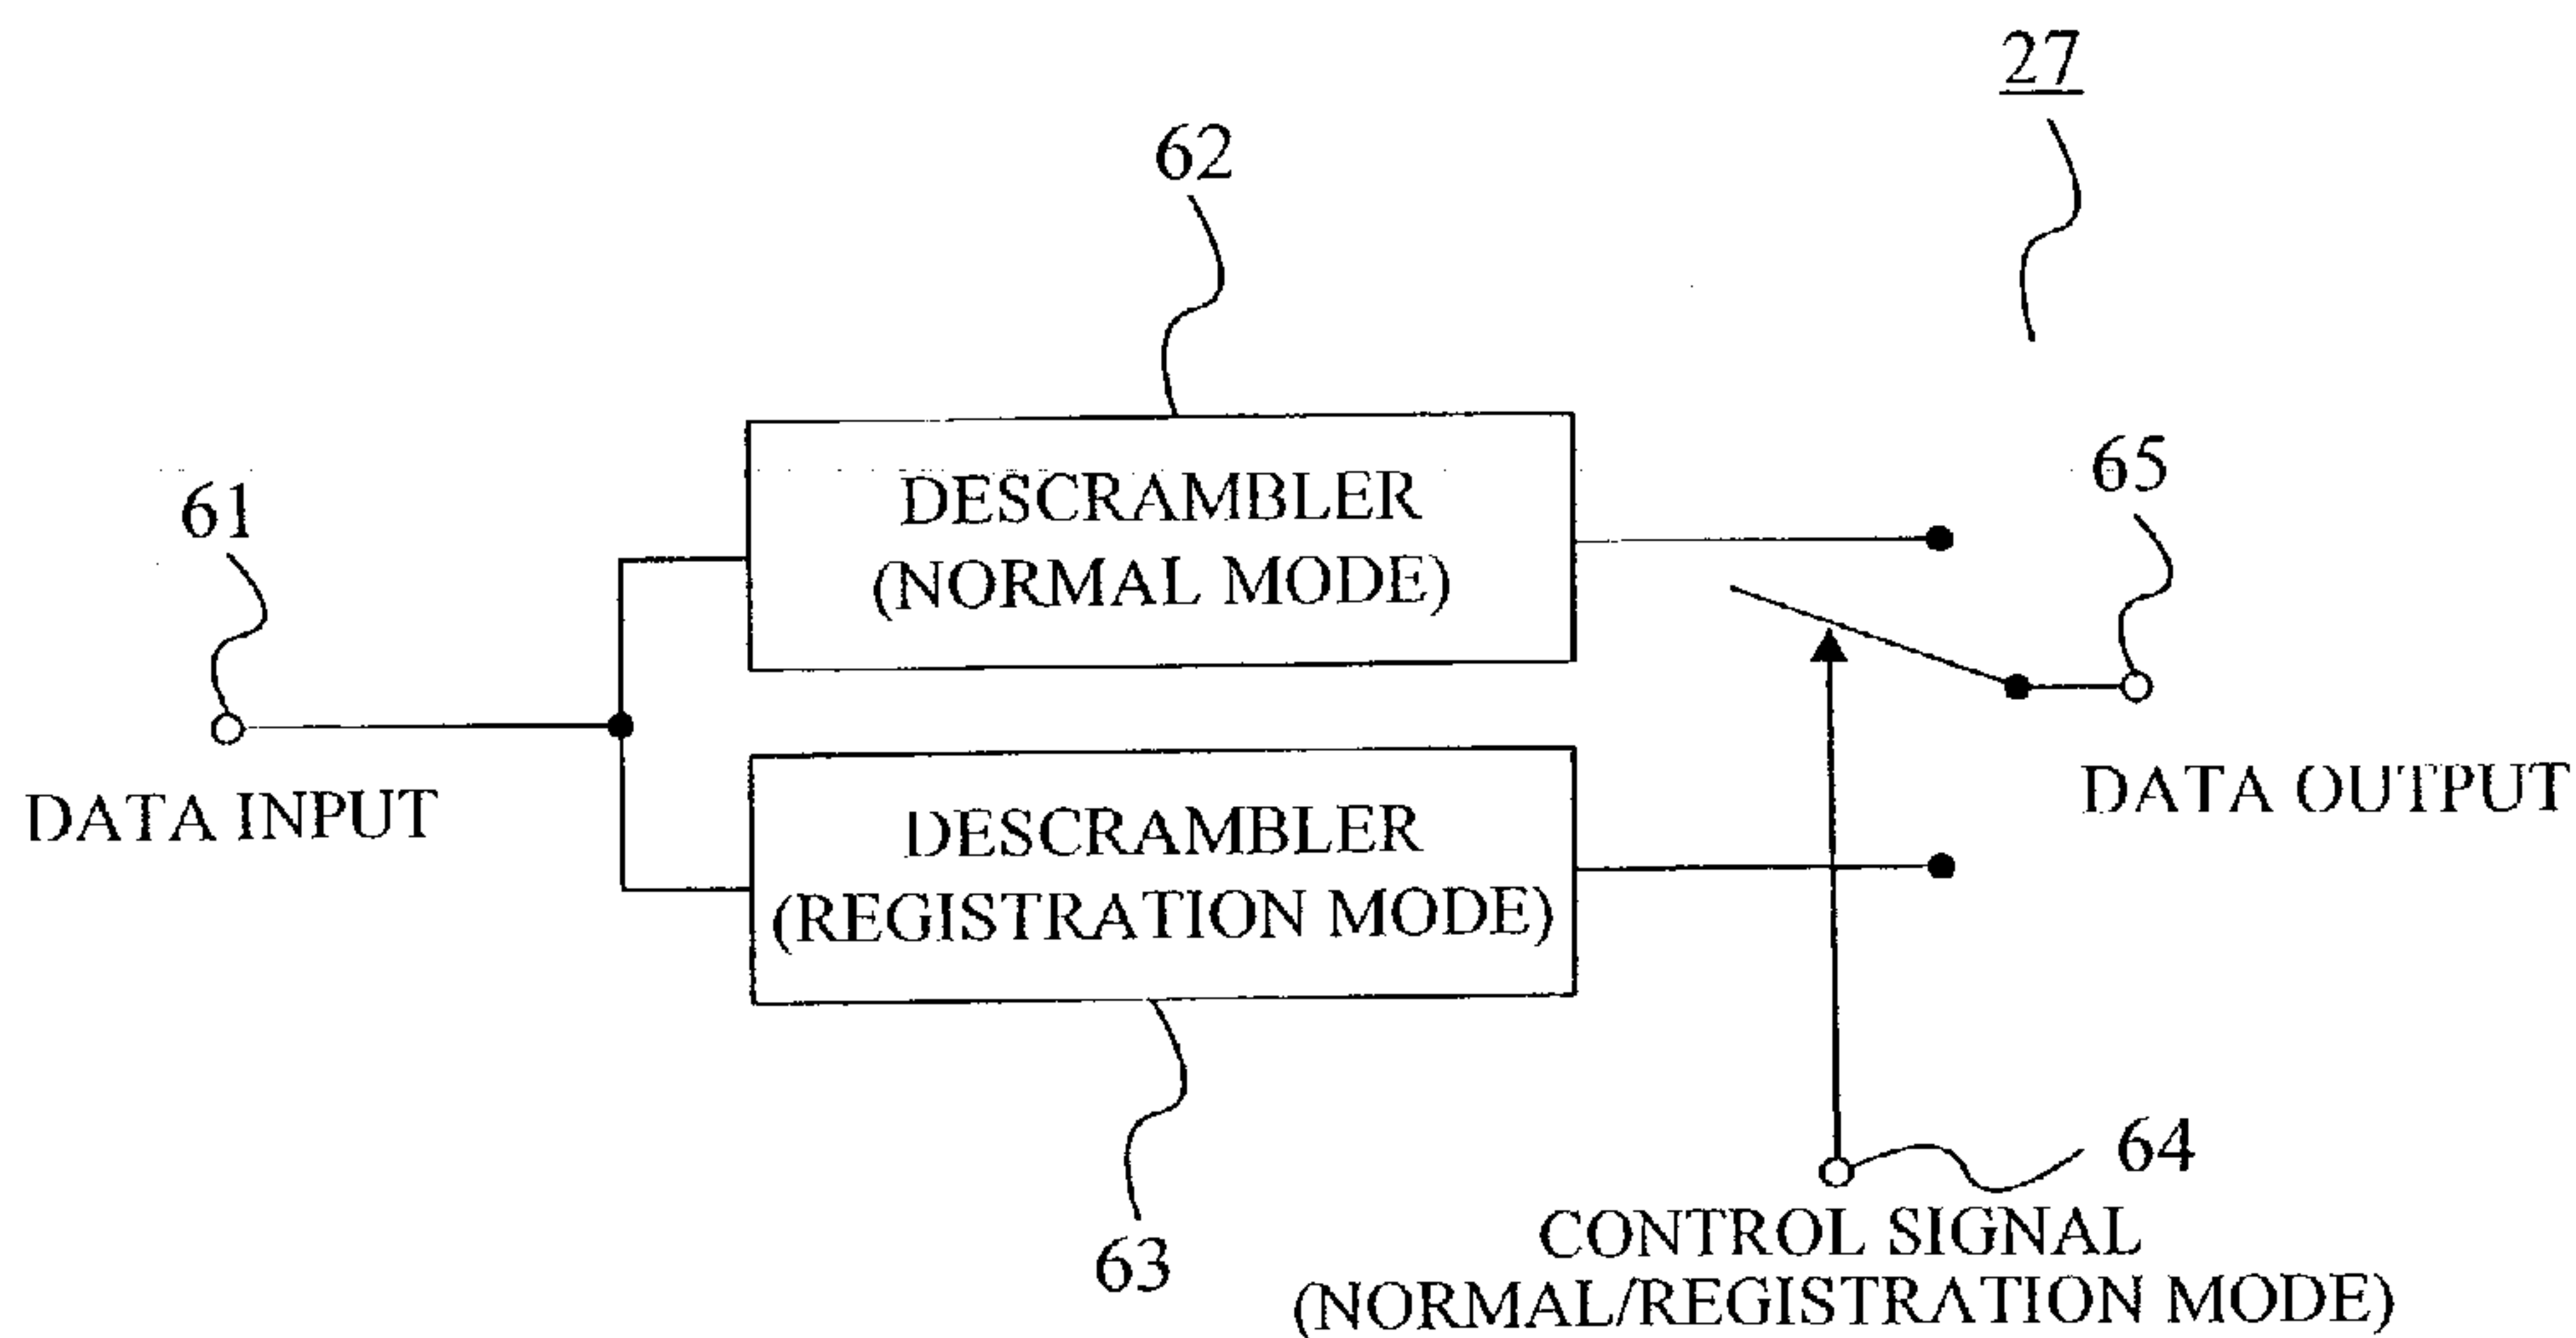 27
62
65
61
DESCRAMBLER
(NORMAL MODE)
DATA INPUT
DATA OUTPUT
DESCRAMBLER
(REGISTRATION MODE)
64
63
CONTROL SIGNAL
(NORMAL/REGISTRATION MODE)